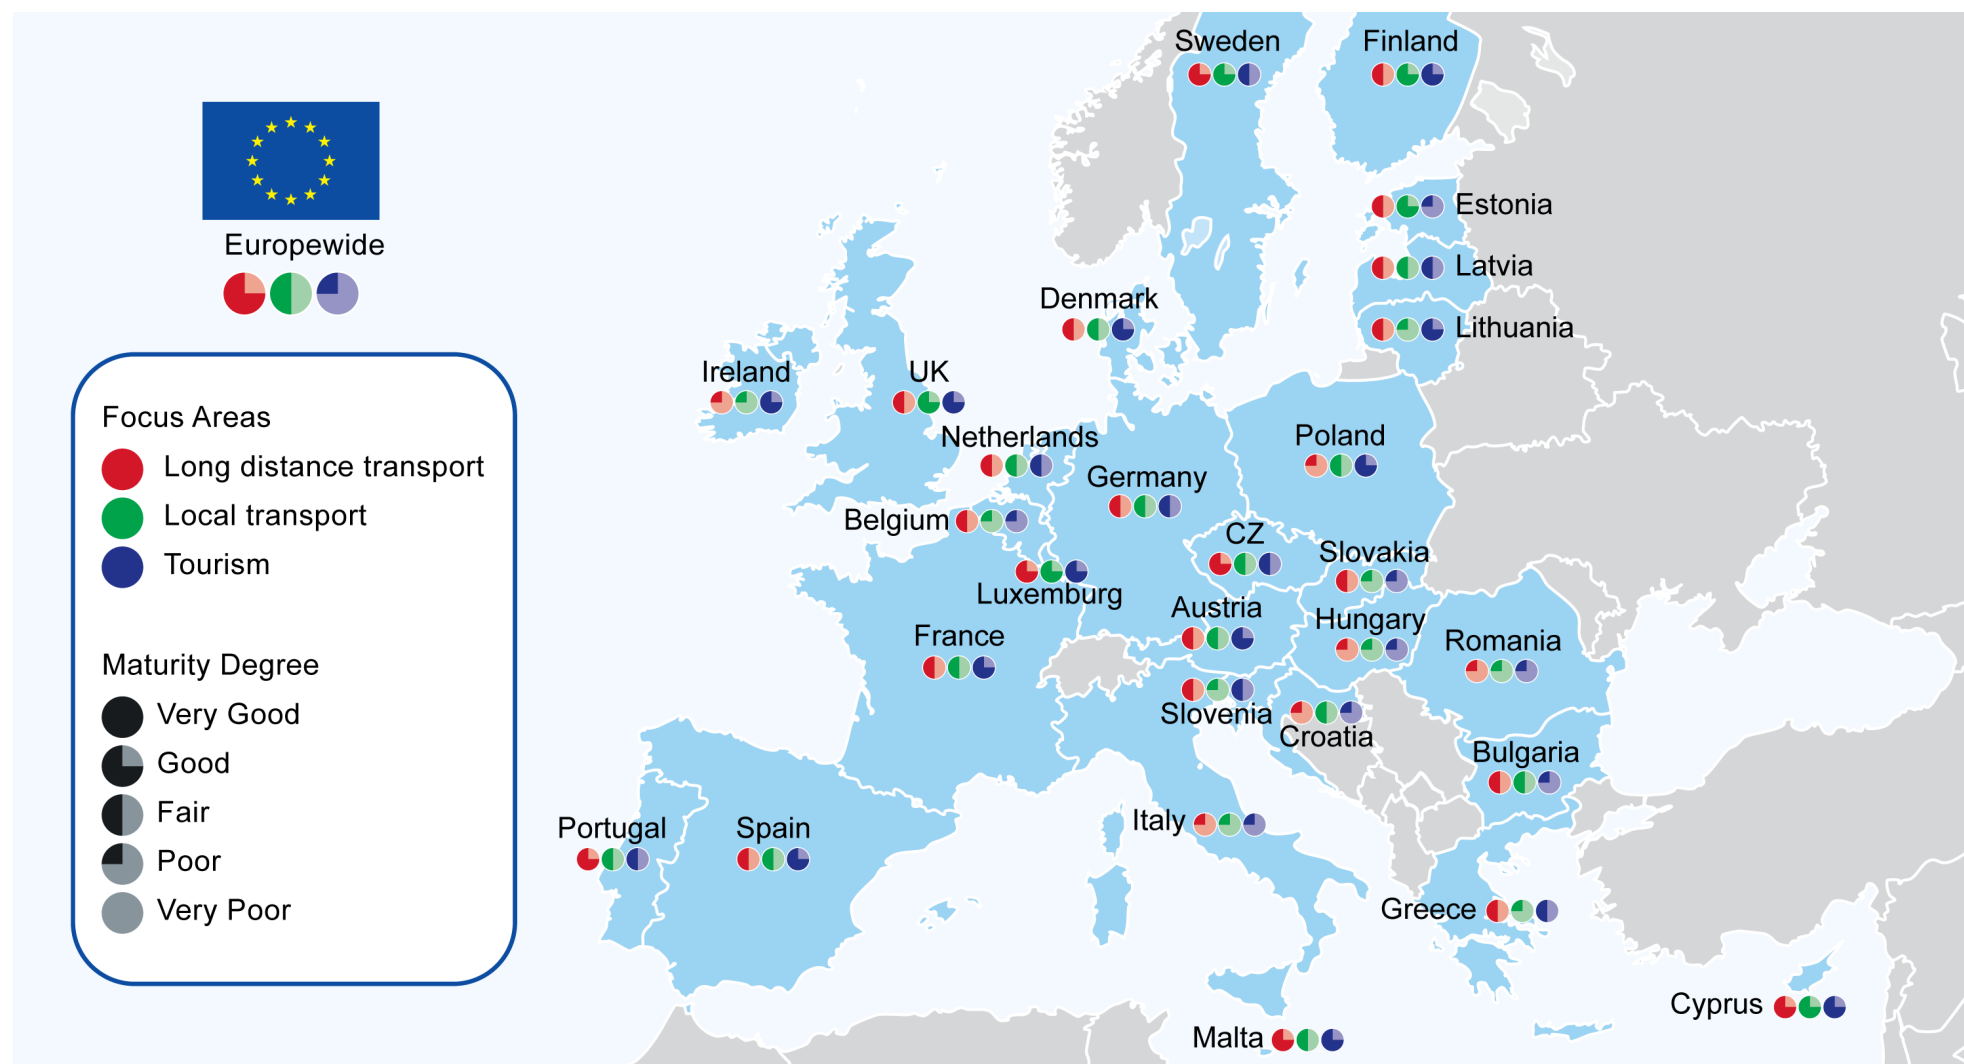 Europewide
Focus Areas
Long distance transport
Local transport
Tourism
Maturity Degree
Very Good
Good
Fair
Poor
Very Poor
Sweden
Finland
Estonia
Latvia
Lithuania
Denmark
Ireland
UK
Netherlands
Poland
Germany
Belgium
CZ
Slovakia
Luxemburg
Austria
Hungary
France
Romania
Slovenia
Croatia
Bulgaria
Portugal
Spain
Italy
Greece
Cyprus
Malta